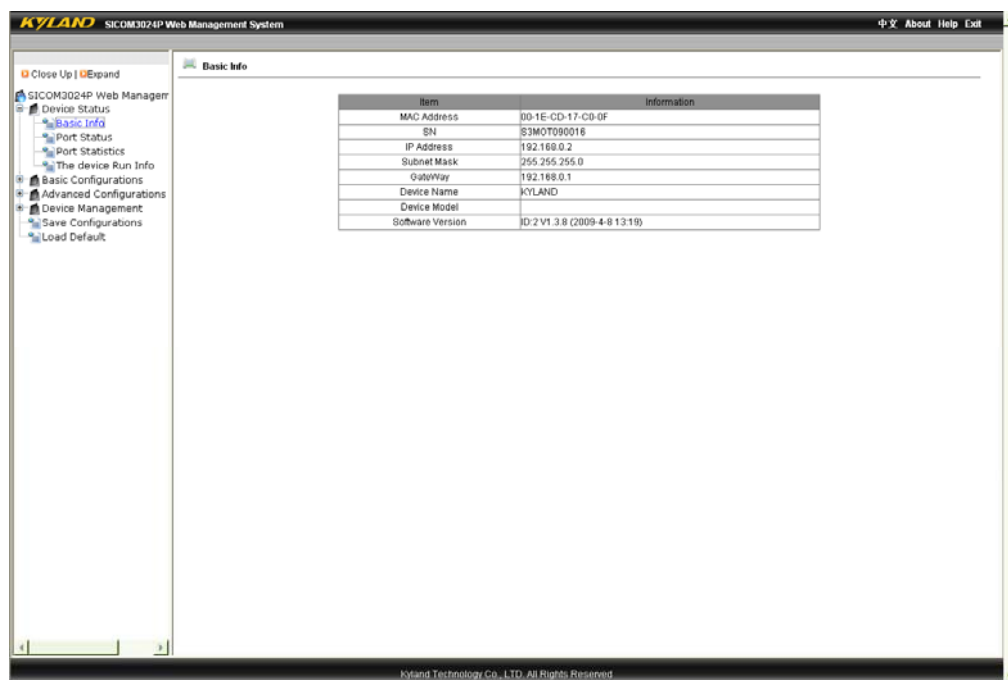 KYLAND SICOM3024P Web Management System
中文 About Help Exit
Close Up | Expand
SICOM3024P Web Managem
Device Status
Basic Info
Port Status
Port Statistics
The device Run Info
Basic Configurations
Advanced Configurations
Device Management
Save Configurations
Load Default
Basic Info
Item Information
MAC Address 00-1E-CD-17-C0-0F
SN S3MOT090016
IP Address 192.168.0.2
Subnet Mask 255.255.255.0
GateWay 192.168.0.1
Device Name KYLAND
Device Model
Software Version ID:2 V1.3.8 (2009-4-8 13:19)
Kyland Technology Co., LTD. All Rights Reserved